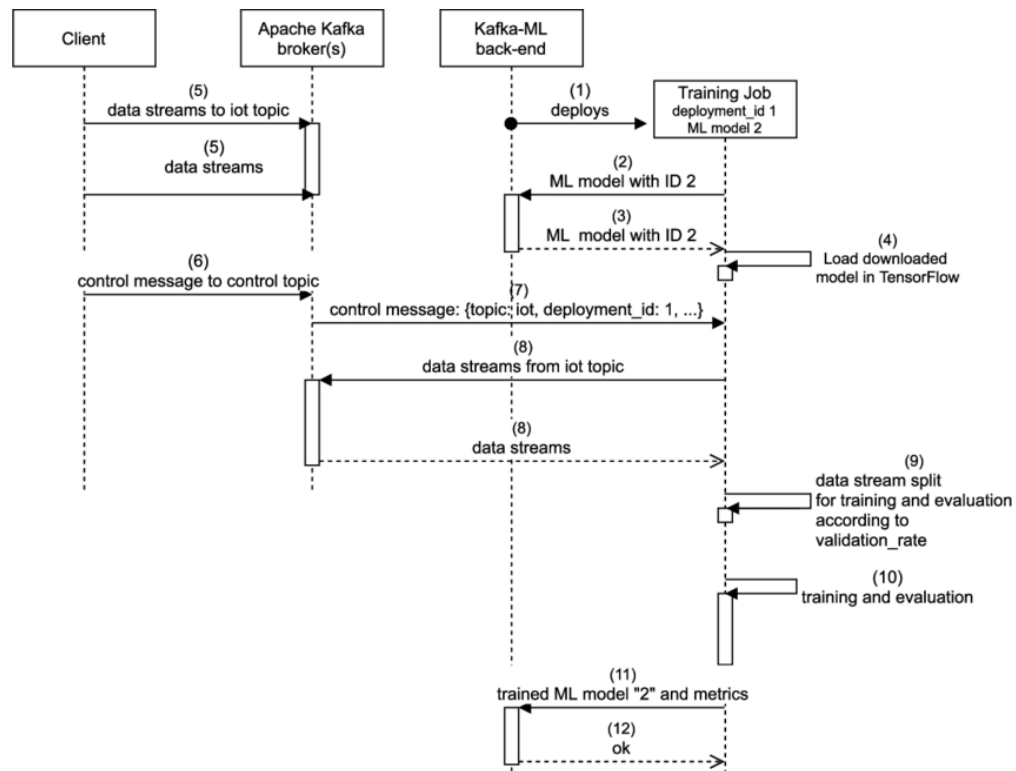 Client
Apache Kafka
broker(s)
Kafka-ML
back-end
(1)
deploys
Training Job
deployment_id 1
ML model 2
(5)
data streams to iot topic
(5)
data streams
(2)
ML model with ID 2
(3)
ML model with ID 2
(4)
Load downloaded
model in TensorFlow
(6)
control message to control topic
(7)
control message: {topic: iot, deployment_id: 1, ...}
(8)
data streams from iot topic
(8)
data streams
(9)
data stream split
for training and evaluation
according to
validation_rate
(10)
training and evaluation
(11)
trained ML model "2" and metrics
(12)
ok